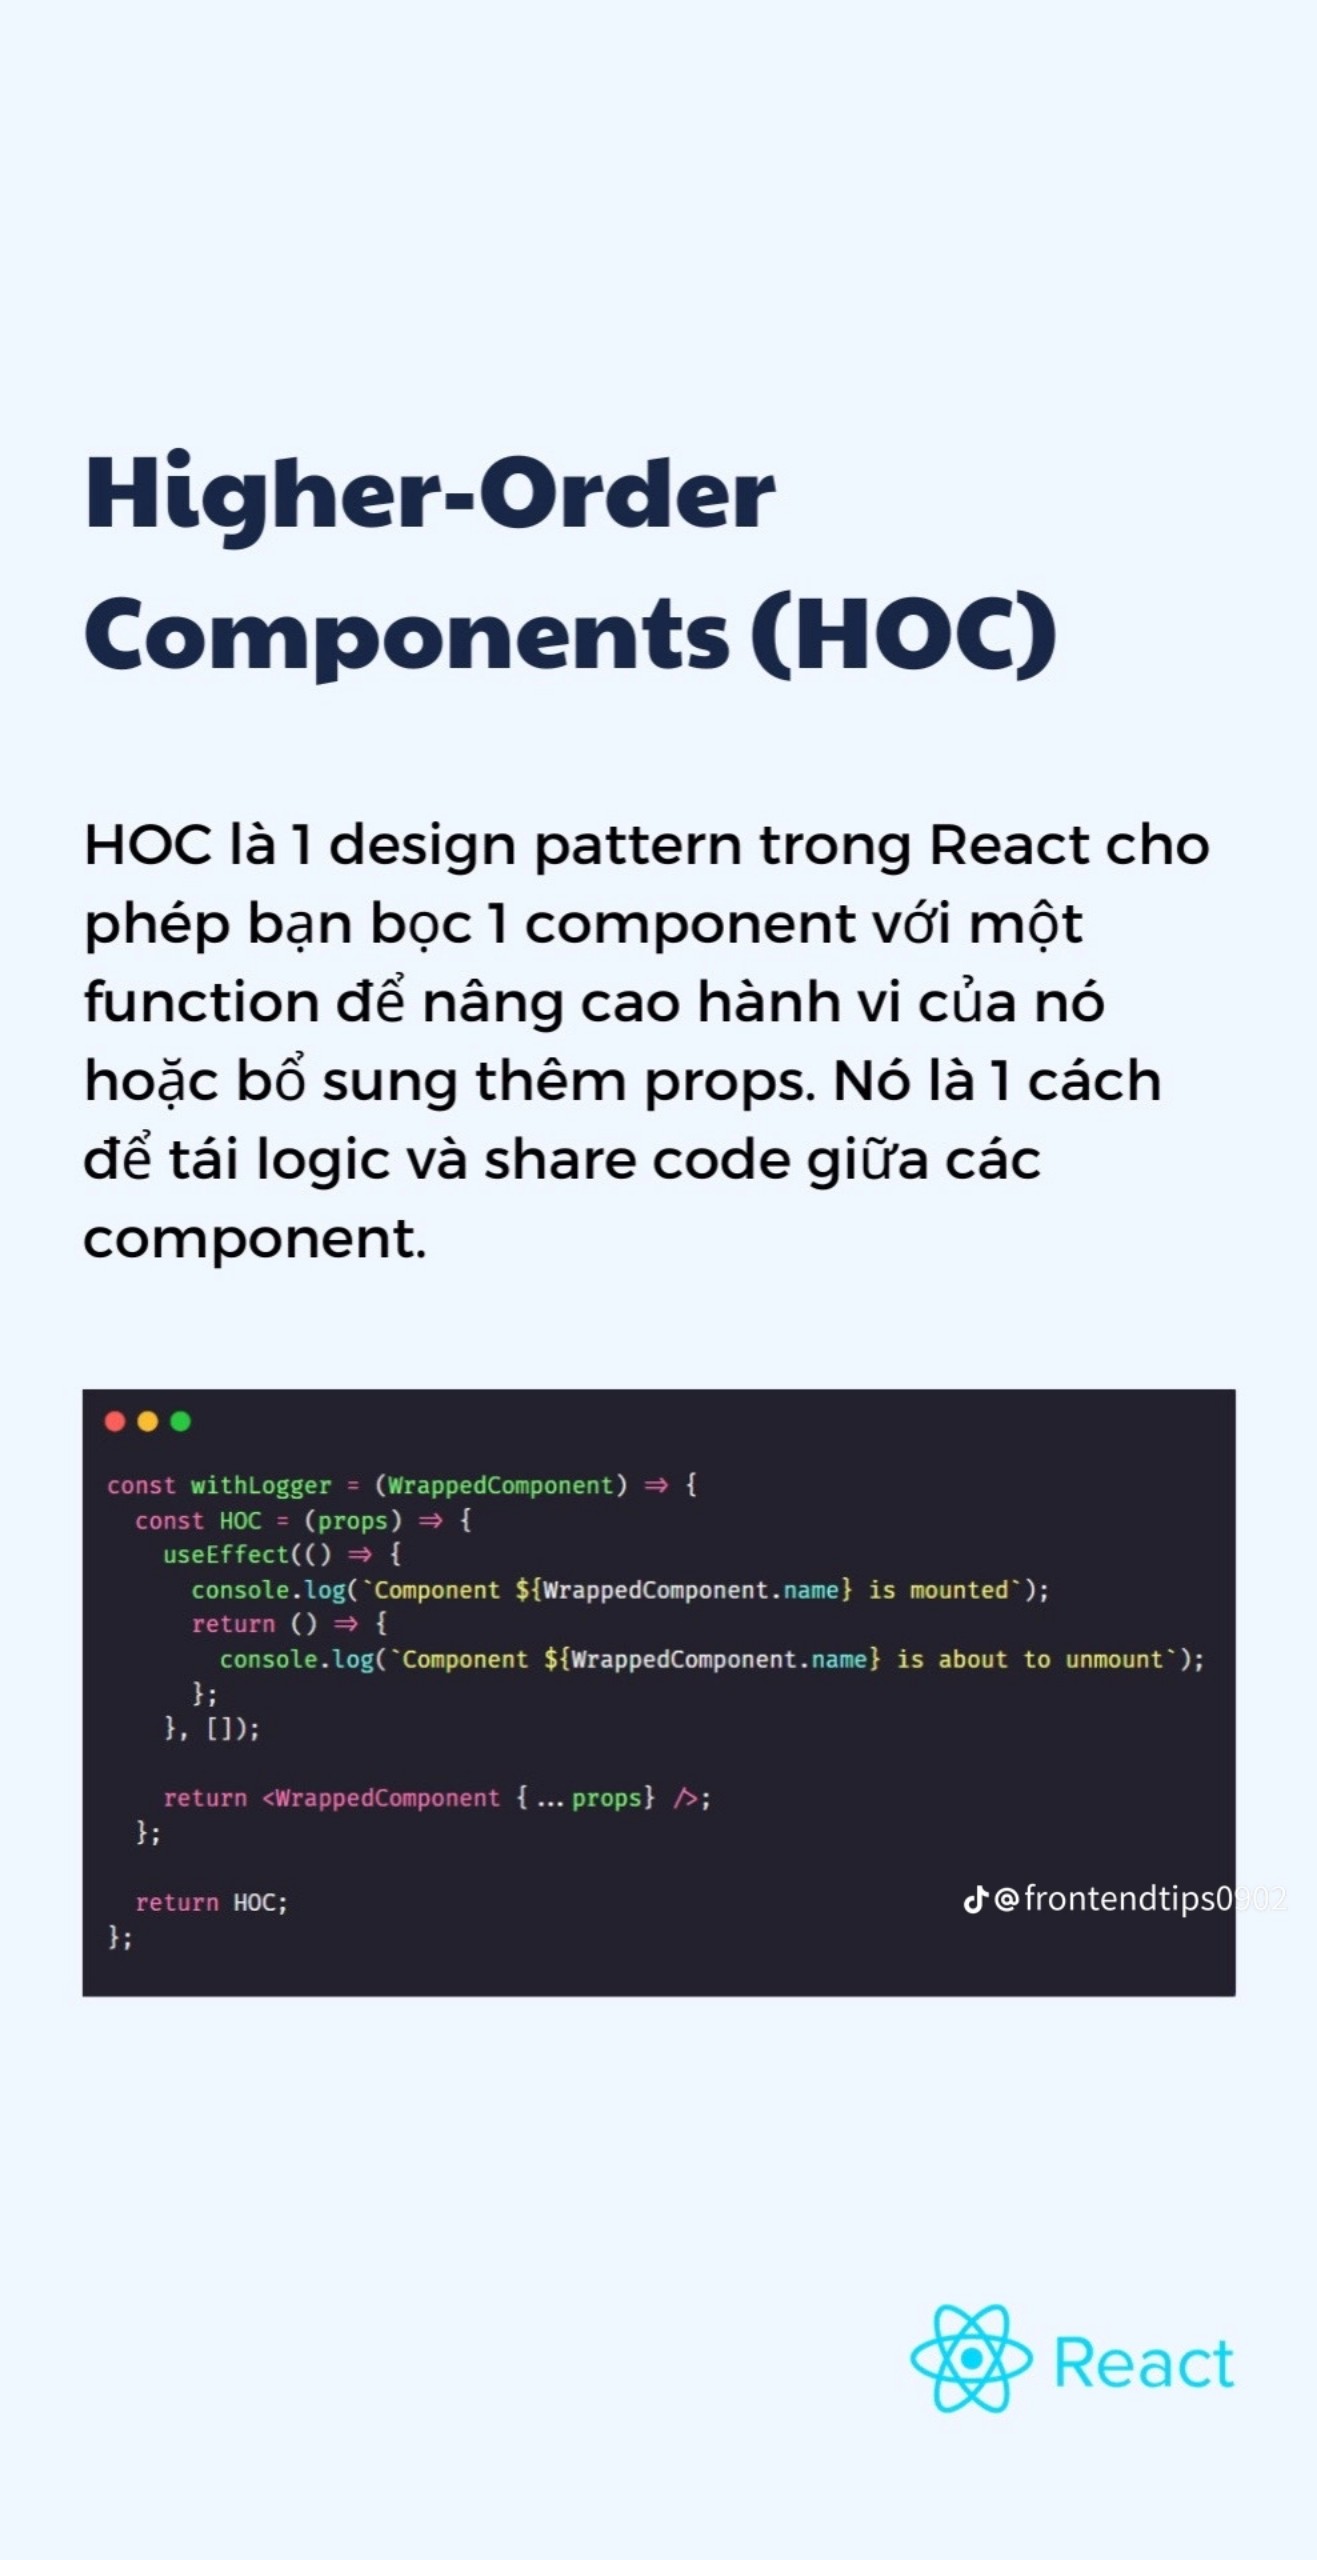 Higher-Order
Components (HOC)
HOC là 1 design pattern trong React cho
phép bạn bọc 1 component với một
function để nâng cao hành vi của nó
hoặc bổ sung thêm props. Nó là 1 cách
để tái logic và share code giữa các
component.
const withLogger = (WrappedComponent) => {
  const HOC = (props) => {
    useEffect(() => {
      console.log(`Component ${WrappedComponent.name} is mounted`);
      return () => {
        console.log(`Component ${WrappedComponent.name} is about to unmount`);
      };
    }, []);
    return <WrappedComponent {...props} />;
  };
  return HOC;
};
@frontendtips0902
React